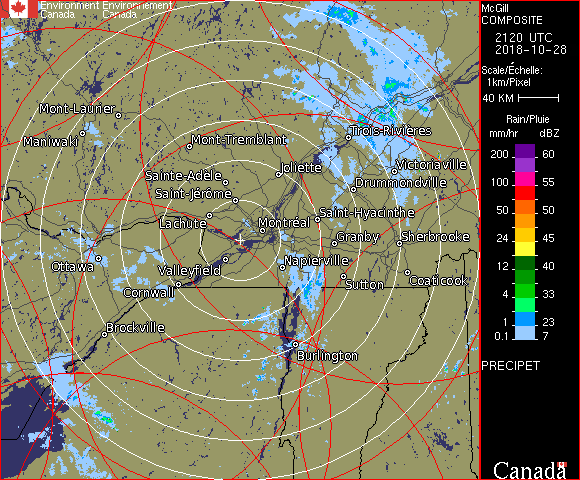 Environment Environnement
Canada Canada
Mont-Laurier
Maniwaki
Mont-Tremblant
Trois-Rivières
Joliette
Victoriaville
Sainte-Adèle
Drummondville
Saint-Jérôme
Saint-Hyacinthe
Lachute
Montréal
Granby
Sherbrooke
Ottawa
Valleyfield
Napierville
Cornwall
Sutton
Coaticook
Brockville
Burlington
McGill
COMPOSITE
2120 UTC
2018-10-28
Scale/Échelle:
1km/Pixel
40 KM
Rain/Pluie
mm/hr dBZ
200 60
100 55
50 50
24 45
12 40
4 33
1 23
0.1 7
PRECIPET
Canada